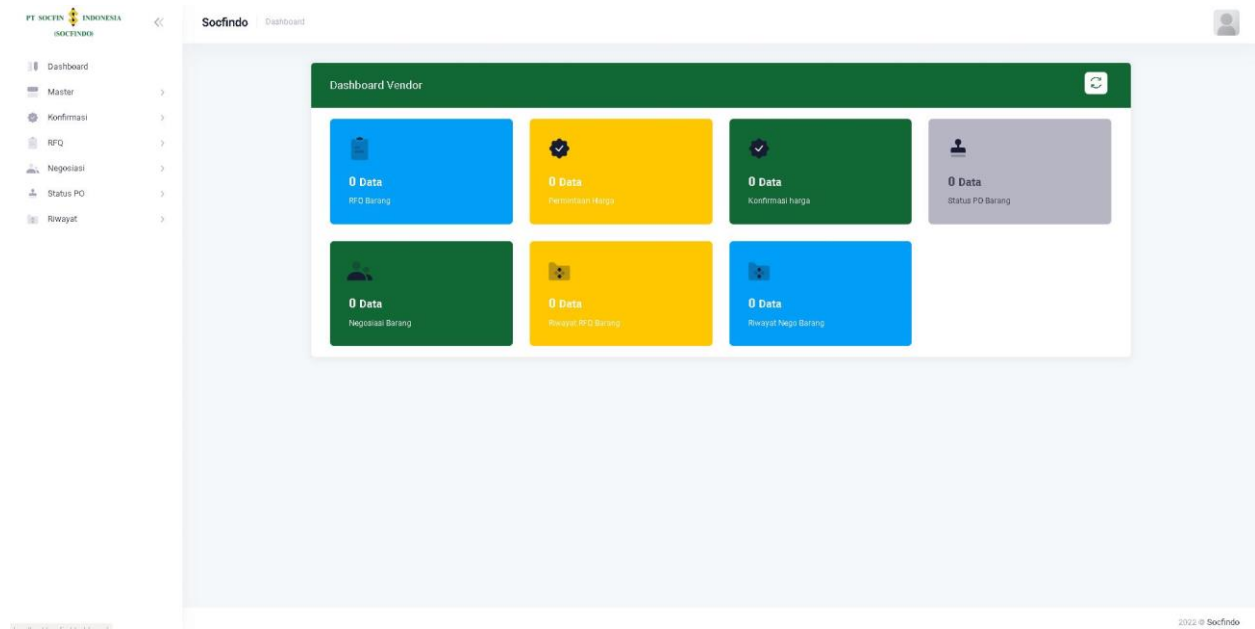 PT SOCFIN INDONESIA
(SOCFINDO)
Socfindo Dashboard
Dashboard
Master
Konfirmasi
RFQ
Negosiasi
Status PO
Riwayat
Dashboard Vendor
0 Data
RFQ Barang
0 Data
Permintaan Harga
0 Data
Konfirmasi harga
0 Data
Status PO Barang
0 Data
Negosiasi Barang
0 Data
Riwayat RFQ Barang
0 Data
Riwayat Nego Barang
2022 © Socfindo